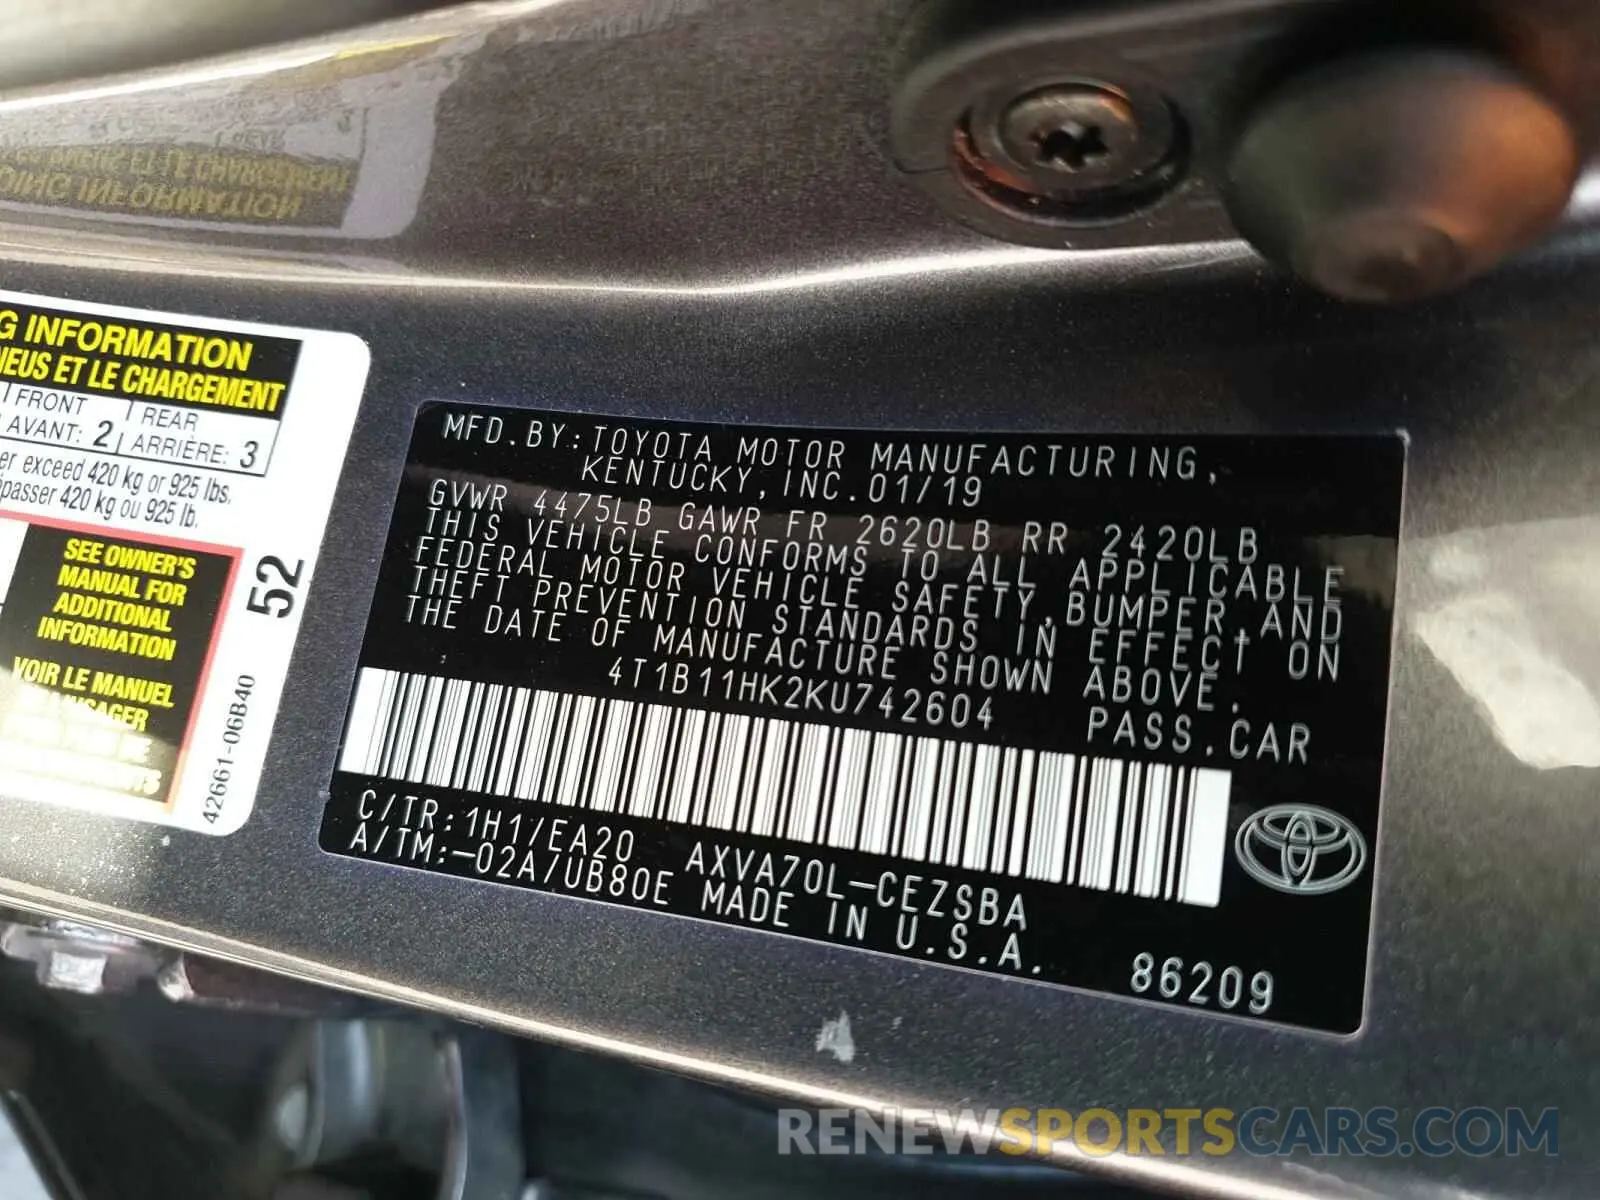 G INFORMATION
NEUS ET LE CHARGEMENT
FRONT
REAR
AVANT: 2
ARRIÈRE: 3
er exceed 420 kg or 925 lbs.
passer 420 kg ou 925 lb.
SEE OWNER'S
MANUAL FOR
ADDITIONAL
INFORMATION
VOIR LE MANUEL
52
42661-06B40
MFD.BY:TOYOTA MOTOR MANUFACTURING,
KENTUCKY,INC.01/19
GVWR 4475LB GAWR FR 2620LB RR 2420LB
THIS VEHICLE CONFORMS TO ALL APPLICABLE
FEDERAL MOTOR VEHICLE SAFETY,BUMPER,AND
THEFT PREVENTION STANDARDS IN EFFECT ON
THE DATE OF MANUFACTURE SHOWN ABOVE.
4T1B11HK2KU742604 PASS.CAR
C/TR:1H1/EA20 AXVA70L-CEZSBA
A/TM:-02A/UB80E MADE IN U.S.A.
86209
RENEWSPORTSCARS.COM